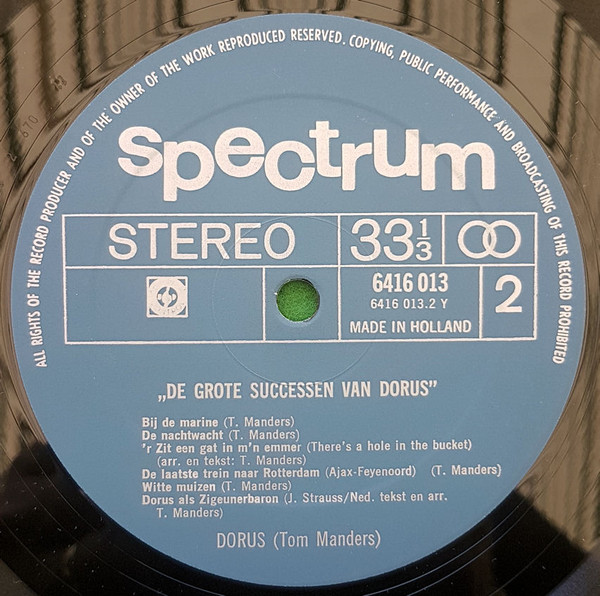 ALL RIGHTS OF THE RECORD PRODUCER AND OF THE OWNER OF THE WORK REPRODUCED RESERVED. COPYING, PUBLIC PERFORMANCE AND BROADCASTING OF THIS RECORD PROHIBITED
spectrum
STEREO
33 1/3
6416 013
6416 013.2 Y
MADE IN HOLLAND
2
„DE GROTE SUCCESSEN VAN DORUS”
Bij de marine (T. Manders)
De nachtwacht (T. Manders)
'r Zit een gat in m'n emmer (There's a hole in the bucket)
(arr. en tekst: T. Manders)
De laatste trein naar Rotterdam (Ajax-Feyenoord) (T. Manders)
Witte muizen (T. Manders)
Dorus als Zigeunerbaron (J. Strauss/Ned. tekst en arr.
T. Manders)
DORUS (Tom Manders)